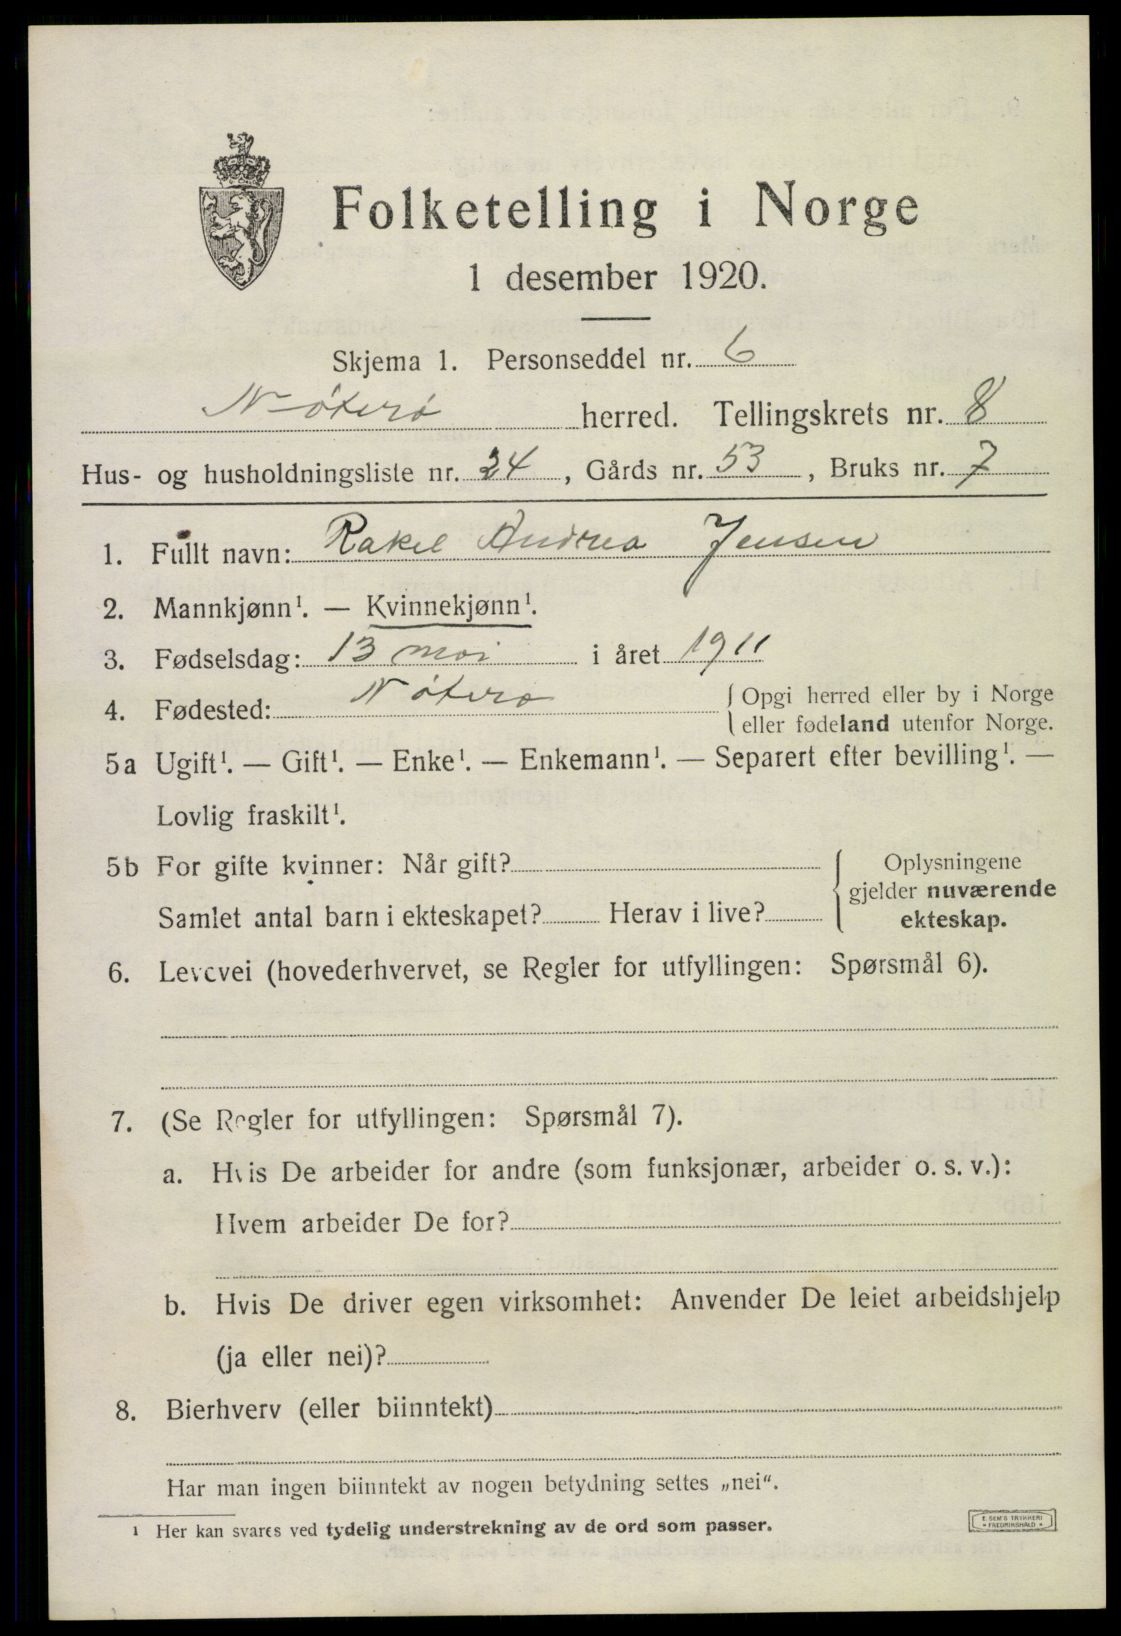 Folketelling i Norge
1 desember 1920.
Skjema 1. Personseddel nr. 6
Nøterø herred. Tellingskrets nr. 8
Hus- og husholdningsliste nr. 24, Gårds nr. 53, Bruks nr. 7
1. Fullt navn: Rakel Andrea Jensen
2. Mannkjønn¹. — Kvinnekjønn¹.
3. Fødselsdag: 13 mai i året 1911
4. Fødested: Nøterø { Opgi herred eller by i Norge
eller fødeland utenfor Norge.
5a Ugift¹. — Gift¹. — Enke¹. — Enkemann¹. — Separert efter bevilling¹. —
Lovlig fraskilt¹.
5b For gifte kvinner: Når gift?
Samlet antal barn i ekteskapet? Herav i live?
{ Oplysningene
gjelder nuværende
ekteskap.
6. Levevei (hovederhvervet, se Regler for utfyllingen: Spørsmål 6).
7. (Se Regler for utfyllingen: Spørsmål 7).
a. Hvis De arbeider for andre (som funksjonær, arbeider o. s. v.):
Hvem arbeider De for?
b. Hvis De driver egen virksomhet: Anvender De leiet arbeidshjelp
(ja eller nei)?
8. Bierhverv (eller biinntekt)
Har man ingen biinntekt av nogen betydning settes „nei“.
¹ Her kan svares ved tydelig understrekning av de ord som passer.
E. SEM'S TRYKKERI
FREDRIKSHALD